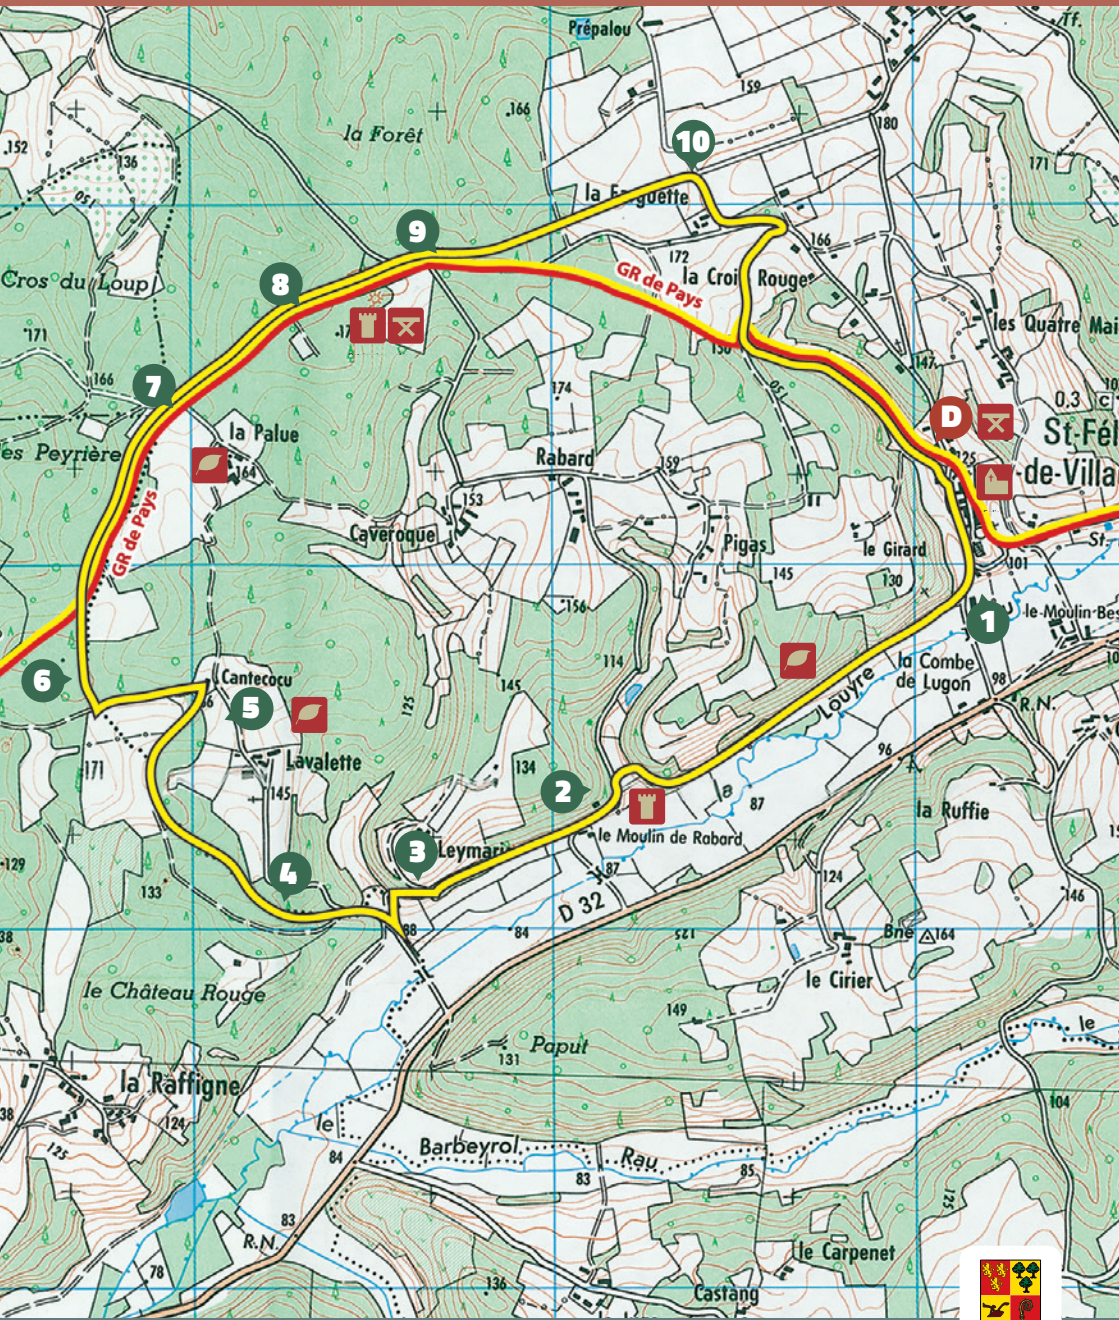 Prépalou
Tf.
159
.166
la Forêt
180
.152
136
171
10
150
la Farguette
9
172
166
Cros du Loup
8
la Croix Rouge
GR de Pays
les Quatre
.171
147
7
166
174
0.3
D
St-Fél
la Palue
es Peyrière
125
-de-Villa
164
Rabard
159
153
GR de Pays
Caveroque
Pigas
le Girard
St-
101
145
130
156
1
le Moulin Bes
114
la Combe
de Lugon
6
Cantecocu
145
125
98
5
R.N.
Louyre
96
171
Lavalette
134
2
la
87
145
la Ruffie
le Moulin de Rabard
3
Leymarie
129
87
4
124
133
146
D 32
88
84
Bne
164
le Château Rouge
le Cirier
149
Paput
131
le
la Raffigne
104
124
le
125
Barbeyrol
Rau
84
85
83
125
83
R.N.
le Carpenet
78
136
Castang